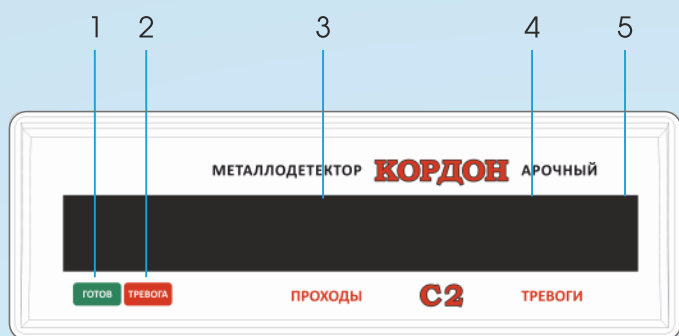 1 2 3 4 5
МЕТАЛЛОДЕТЕКТОР КОРДОН АРОЧНЫЙ
ГОТОВ ТРЕВОГА ПРОХОДЫ С2 ТРЕВОГИ